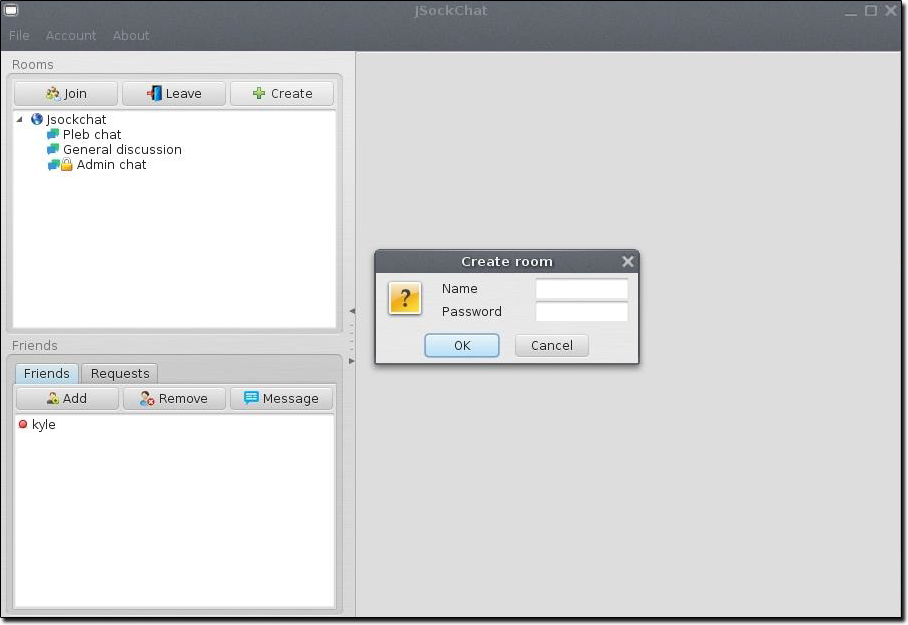 JSockChat
File Account About
Rooms
Join Leave Create
Jsockchat
Pleb chat
General discussion
Admin chat
Create room
? Name
Password
OK Cancel
Friends
Friends Requests
Add Remove Message
kyle